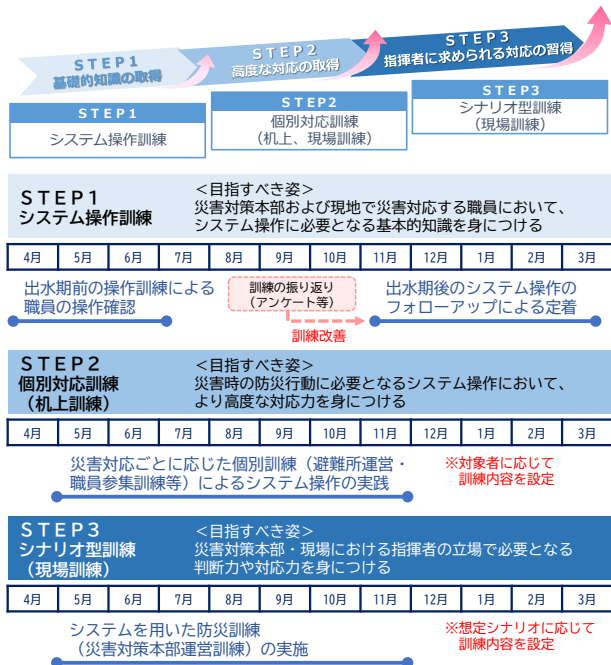 ＳＴＥＰ１
基礎的知識の取得
ＳＴＥＰ２
高度な対応の取得
ＳＴＥＰ３
指揮者に求められる対応の習得
ＳＴＥＰ１
システム操作訓練
ＳＴＥＰ２
個別対応訓練
（机上、現場訓練）
ＳＴＥＰ３
シナリオ型訓練
（現場訓練）
ＳＴＥＰ１
システム操作訓練
＜目指すべき姿＞
災害対策本部および現地で災害対応する職員において、
システム操作に必要となる基本的知識を身につける
4月 5月 6月 7月 8月 9月 10月 11月 12月 1月 2月 3月
出水期前の操作訓練による
職員の操作確認
訓練の振り返り
（アンケート等）
訓練改善
出水期後のシステム操作の
フォローアップによる定着
ＳＴＥＰ２
個別対応訓練
（机上訓練）
＜目指すべき姿＞
災害時の防災行動に必要となるシステム操作において、
より高度な対応力を身につける
4月 5月 6月 7月 8月 9月 10月 11月 12月 1月 2月 3月
災害対応ごとに応じた個別訓練（避難所運営・
職員参集訓練等）によるシステム操作の実践
※対象者に応じて
訓練内容を設定
ＳＴＥＰ３
シナリオ型訓練
（現場訓練）
＜目指すべき姿＞
災害対策本部・現場における指揮者の立場で必要となる
判断力や対応力を身につける
4月 5月 6月 7月 8月 9月 10月 11月 12月 1月 2月 3月
システムを用いた防災訓練
（災害対策本部運営訓練）の実施
※想定シナリオに応じて
訓練内容を設定